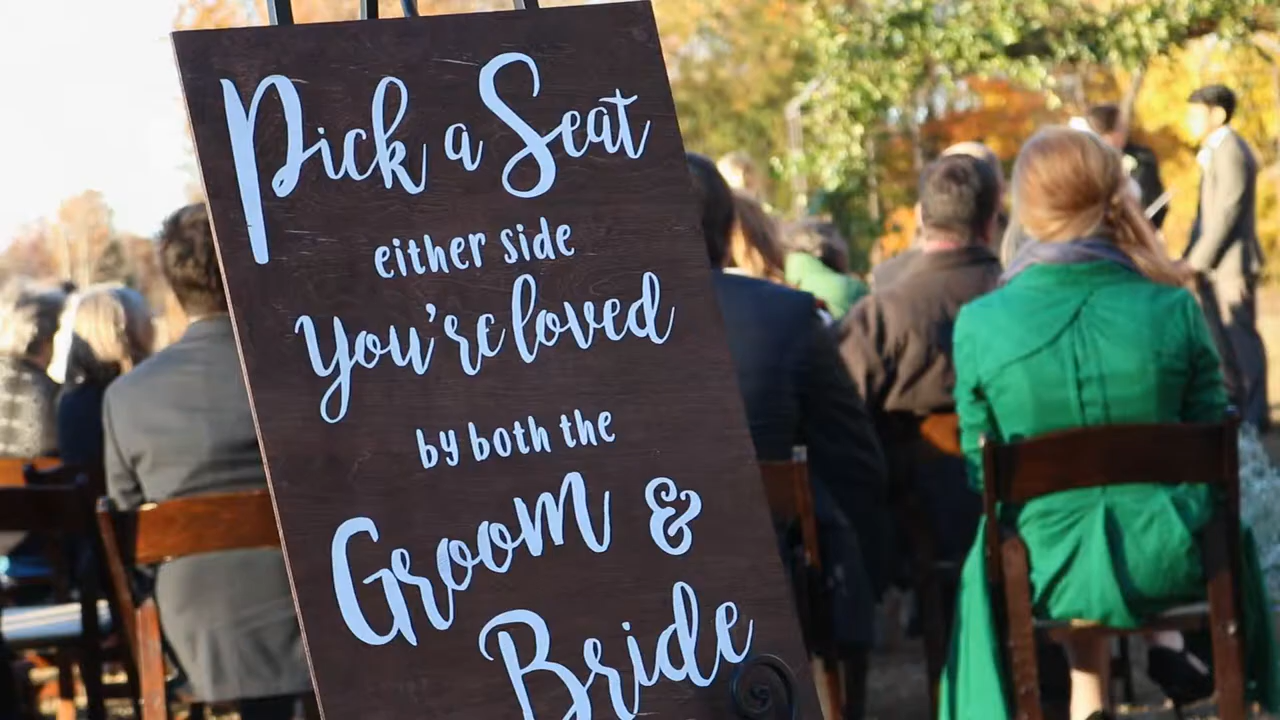 Pick a Seat
either side
You're loved
by both the
Groom &
Bride